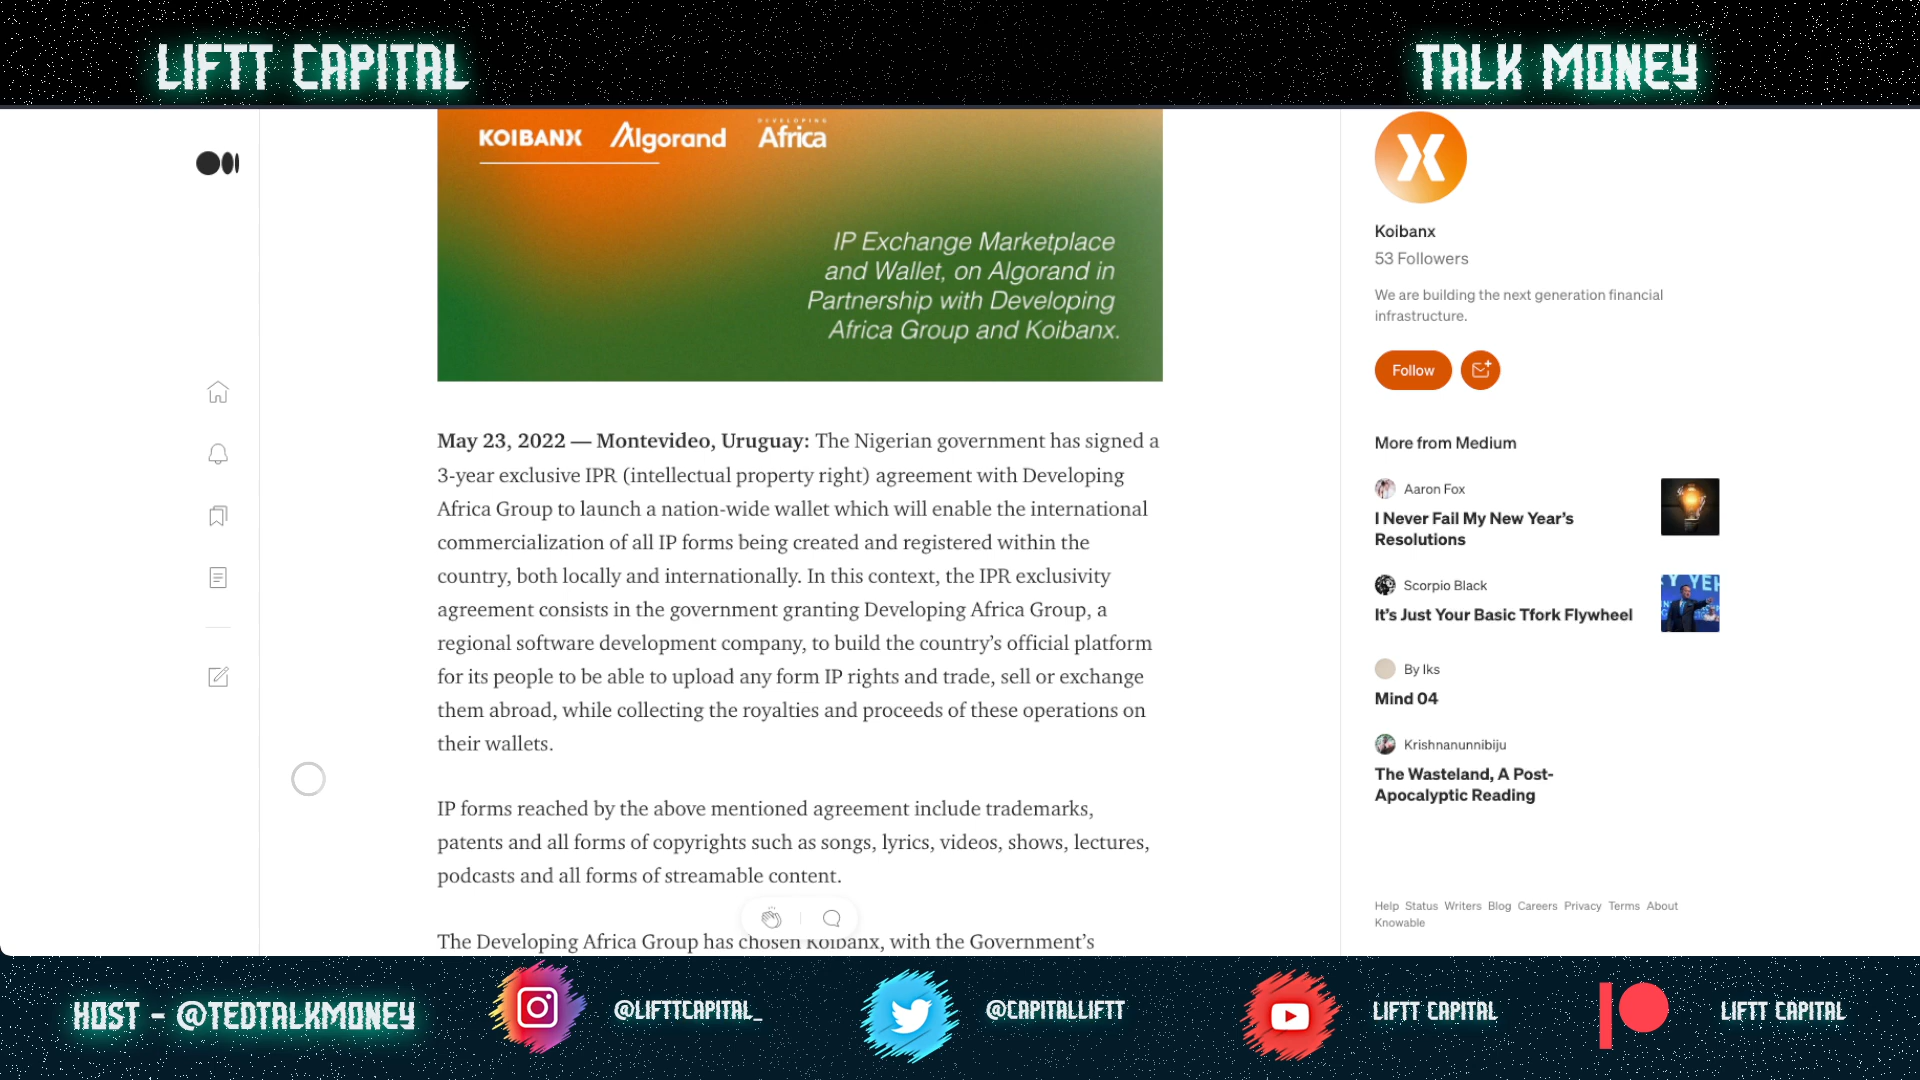 LIFTT CAPITAL
TALK MONEY
KOIBANX Algorand DEVELOPING Africa
IP Exchange Marketplace
and Wallet, on Algorand in
Partnership with Developing
Africa Group and Koibanx.
May 23, 2022 — Montevideo, Uruguay: The Nigerian government has signed a
3-year exclusive IPR (intellectual property right) agreement with Developing
Africa Group to launch a nation-wide wallet which will enable the international
commercialization of all IP forms being created and registered within the
country, both locally and internationally. In this context, the IPR exclusivity
agreement consists in the government granting Developing Africa Group, a
regional software development company, to build the country’s official platform
for its people to be able to upload any form IP rights and trade, sell or exchange
them abroad, while collecting the royalties and proceeds of these operations on
their wallets.
IP forms reached by the above mentioned agreement include trademarks,
patents and all forms of copyrights such as songs, lyrics, videos, shows, lectures,
podcasts and all forms of streamable content.
The Developing Africa Group has chosen Koibanx, with the Government’s
Koibanx
53 Followers
We are building the next generation financial
infrastructure.
Follow
More from Medium
Aaron Fox
I Never Fail My New Year’s
Resolutions
Scorpio Black
It’s Just Your Basic Tfork Flywheel
By Iks
Mind 04
Krishnanunnibiju
The Wasteland, A Post-
Apocalyptic Reading
Help Status Writers Blog Careers Privacy Terms About
Knowable
HOST - @TEDTALKMONEY
@LIFTTCAPITAL_
@CAPITALLIFTT
LIFTT CAPITAL
LIFTT CAPITAL